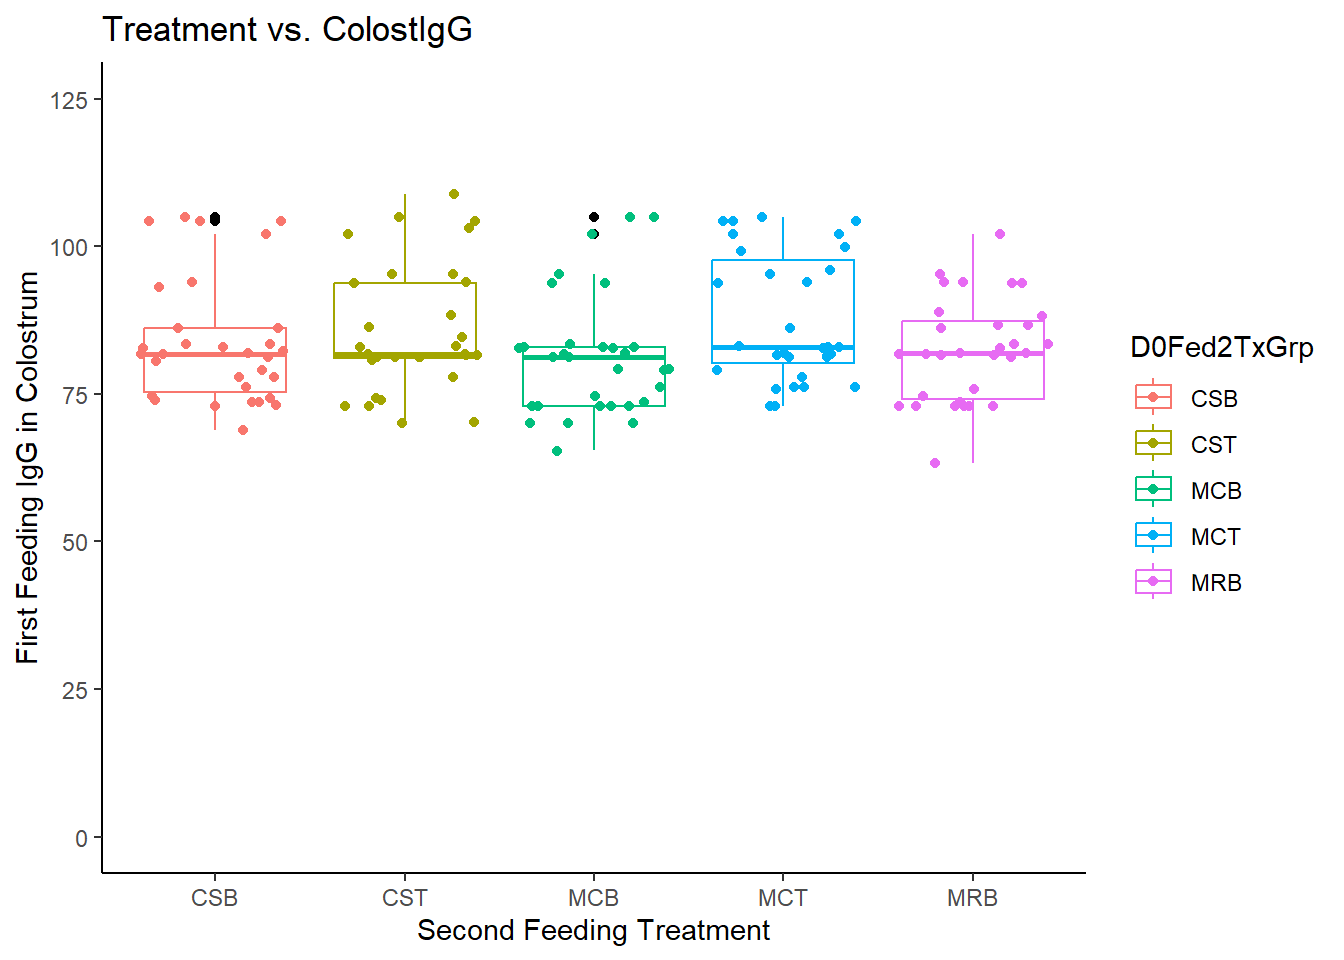 Treatment vs. ColostIgG
First Feeding IgG in Colostrum
125
100
75
50
25
0
CSB
CST
MCB
MCT
MRB
Second Feeding Treatment
D0Fed2TxGrp
CSB
CST
MCB
MCT
MRB